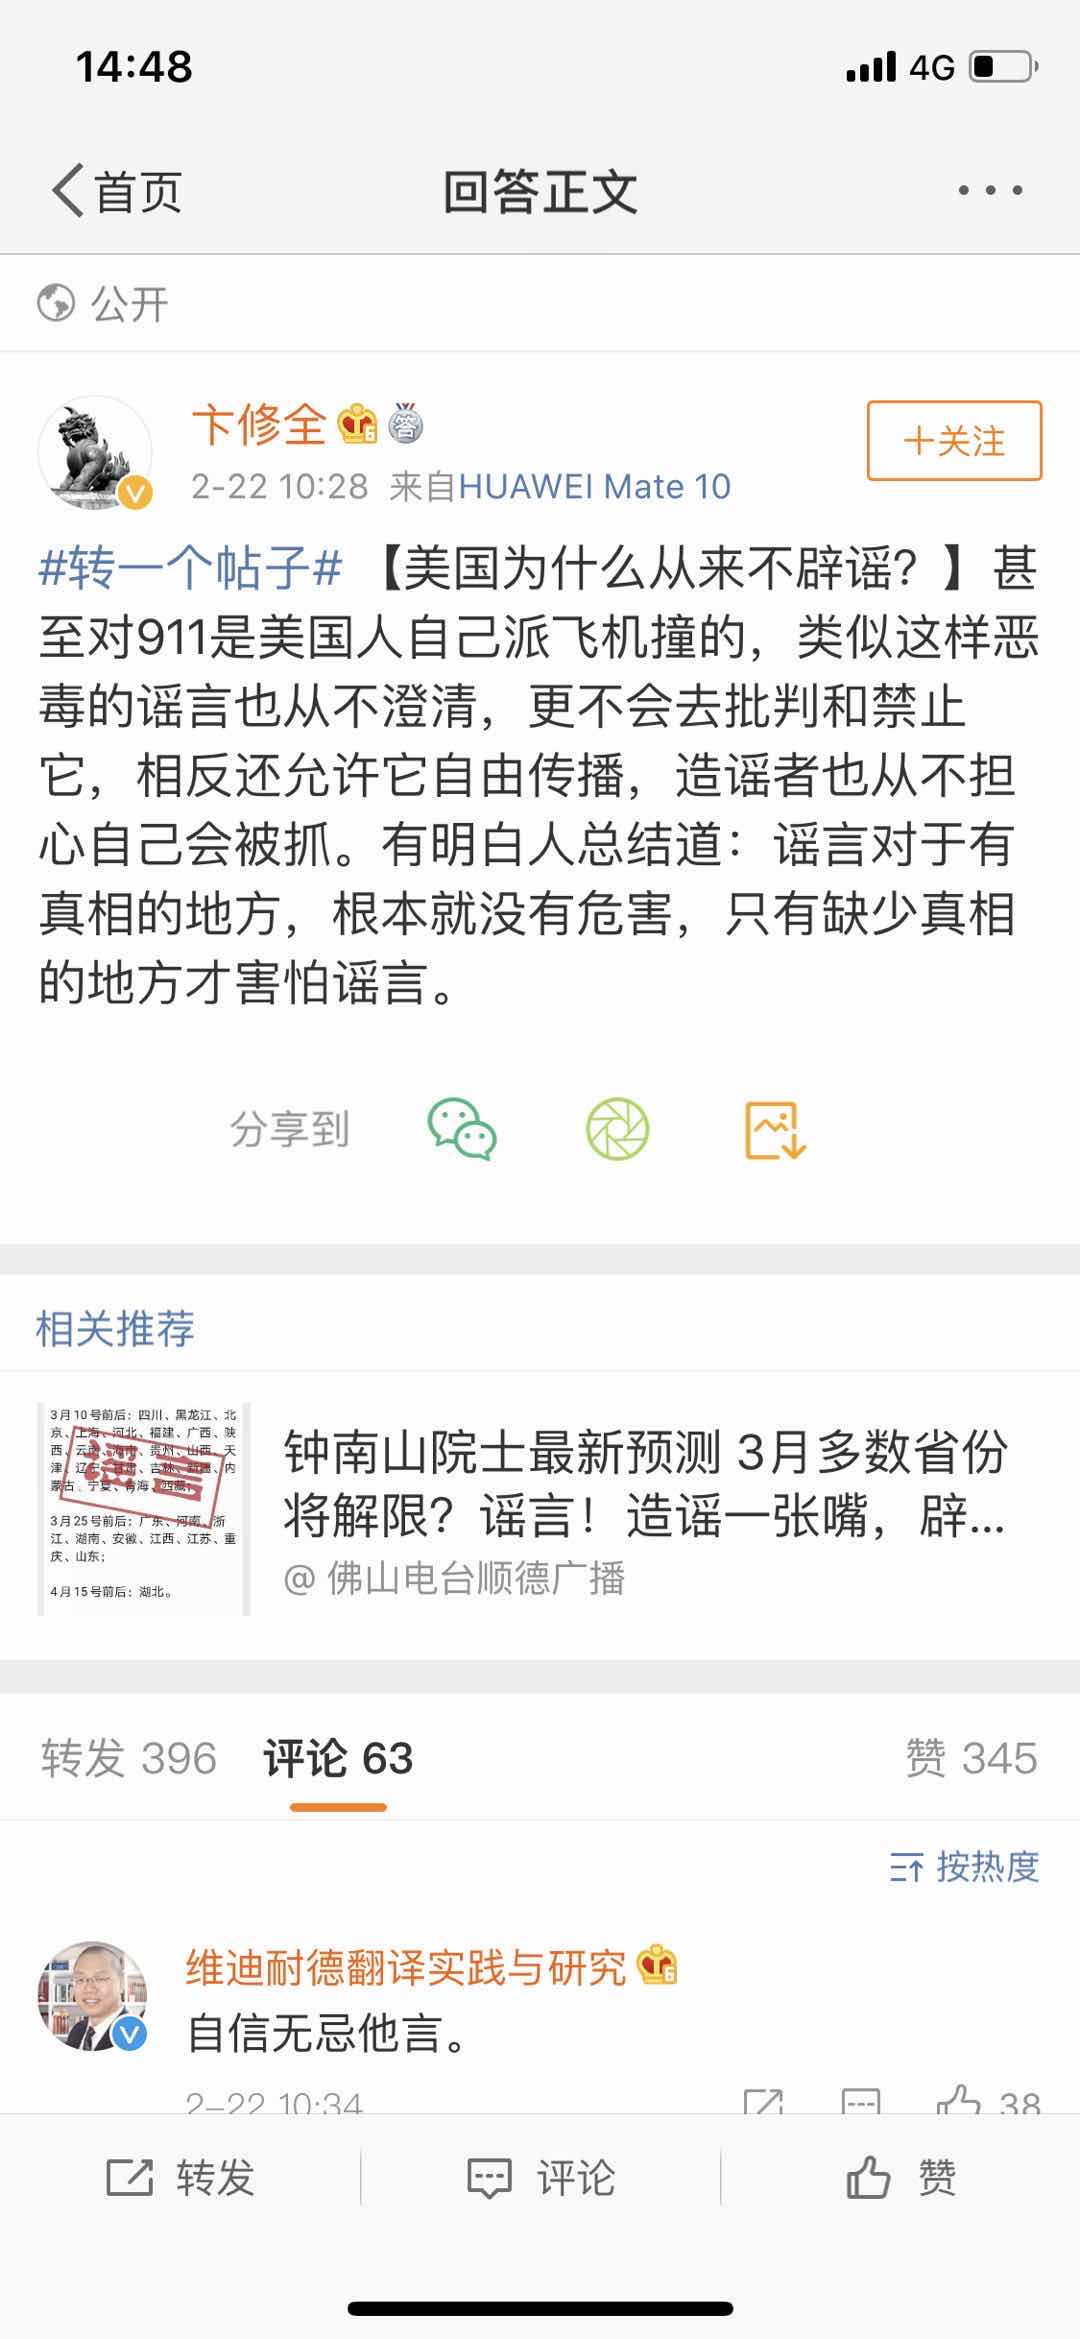 14:48
4G
首页
回答正文
公开
卞修全
答
+关注
2-22 10:28 来自HUAWEI Mate 10
#转一个帖子#【美国为什么从来不辟谣？】甚
至对911是美国人自己派飞机撞的，类似这样恶
毒的谣言也从不澄清，更不会去批判和禁止
它，相反还允许它自由传播，造谣者也从不担
心自己会被抓。有明白人总结道：谣言对于有
真相的地方，根本就没有危害，只有缺少真相
的地方才害怕谣言。
分享到
相关推荐
3月10号前后：四川、黑龙江、北
京、上海、河北、福建、广西、陕
西、云南、海南、贵州、山西、天
津、辽宁、甘肃、吉林、新疆、内
蒙古、宁夏、青海、西藏；
谣言
3月25号前后：广东、河南、浙
江、湖南、安徽、江西、江苏、重
庆、山东；
4月15号前后：湖北。
钟南山院士最新预测 3月多数省份
将解限？谣言！造谣一张嘴，辟...
@ 佛山电台顺德广播
转发 396 评论 63 赞 345
按热度
维迪耐德翻译实践与研究
自信无忌他言。
2-22 10:34
38
转发 评论 赞